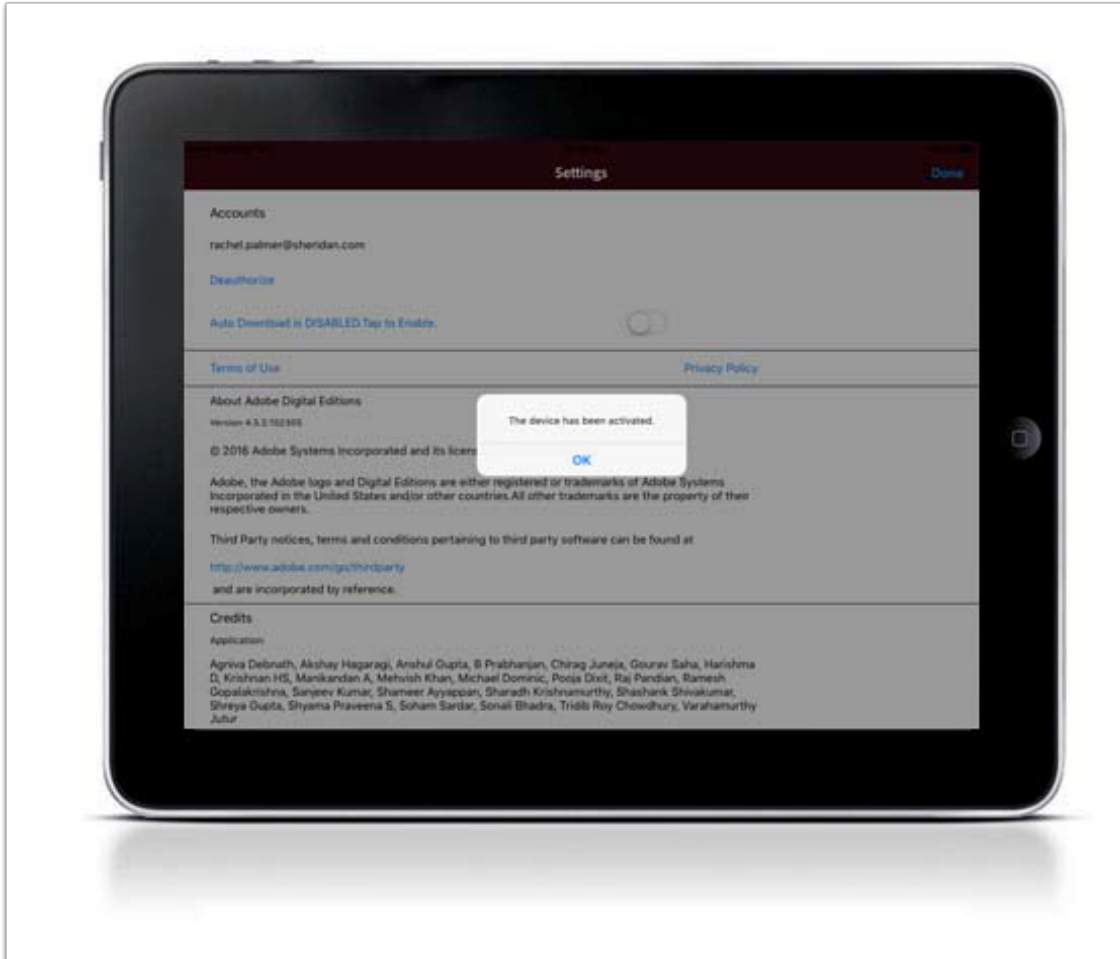 Settings
Done
Accounts
rachel.palmer@sheridan.com
Deauthorize
Auto Download is DISABLED.Tap to Enable.
Terms of Use
Privacy Policy
About Adobe Digital Editions
Version 4.5.2.102305
The device has been activated.
© 2016 Adobe Systems Incorporated and its licen
OK
Adobe, the Adobe logo and Digital Editions are either registered or trademarks of Adobe Systems
Incorporated in the United States and/or other countries.All other trademarks are the property of their
respective owners.
Third Party notices, terms and conditions pertaining to third party software can be found at
http://www.adobe.com/go/thirdparty
and are incorporated by reference.
Credits
Application
Agniva Debnath, Akshay Hagaragi, Anshul Gupta, B Prabhanjan, Chirag Juneja, Gourav Saha, Harishma
D, Krishnan HS, Manikandan A, Mehvish Khan, Michael Dominic, Pooja Dixit, Raj Pandian, Ramesh
Gopalakrishna, Sanjeev Kumar, Shameer Ayyappan, Sharadh Krishnamurthy, Shashank Shivakumar,
Shreya Gupta, Shyama Praveena S, Soham Sardar, Sonali Bhadra, Tridib Roy Chowdhury, Varahamurthy
Jutur